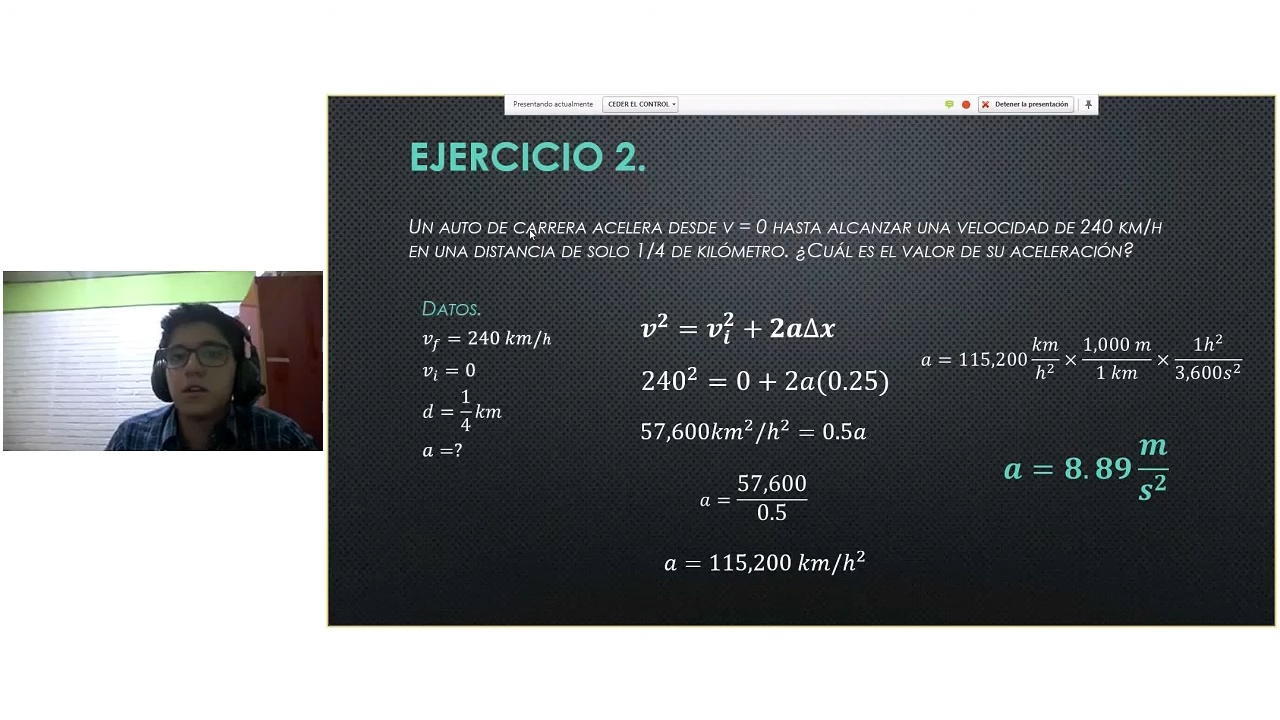 Presentando actualmente CEDER EL CONTROL Detener la presentación
EJERCICIO 2.
UN AUTO DE CARRERA ACELERA DESDE V = 0 HASTA ALCANZAR UNA VELOCIDAD DE 240 KM/H
EN UNA DISTANCIA DE SOLO 1/4 DE KILÓMETRO. ¿CUÁL ES EL VALOR DE SU ACELERACIÓN?
DATOS.
v_f = 240 km/h
v_i = 0
d = 1/4 km
a =?
v² = v_i² + 2aΔx
240² = 0 + 2a(0.25)
57,600km²/h² = 0.5a
a = 57,600/0.5
a = 115,200 km/h²
a = 115,200 km/h² × 1,000 m/1 km × 1h²/3,600s²
a = 8.89 m/s²